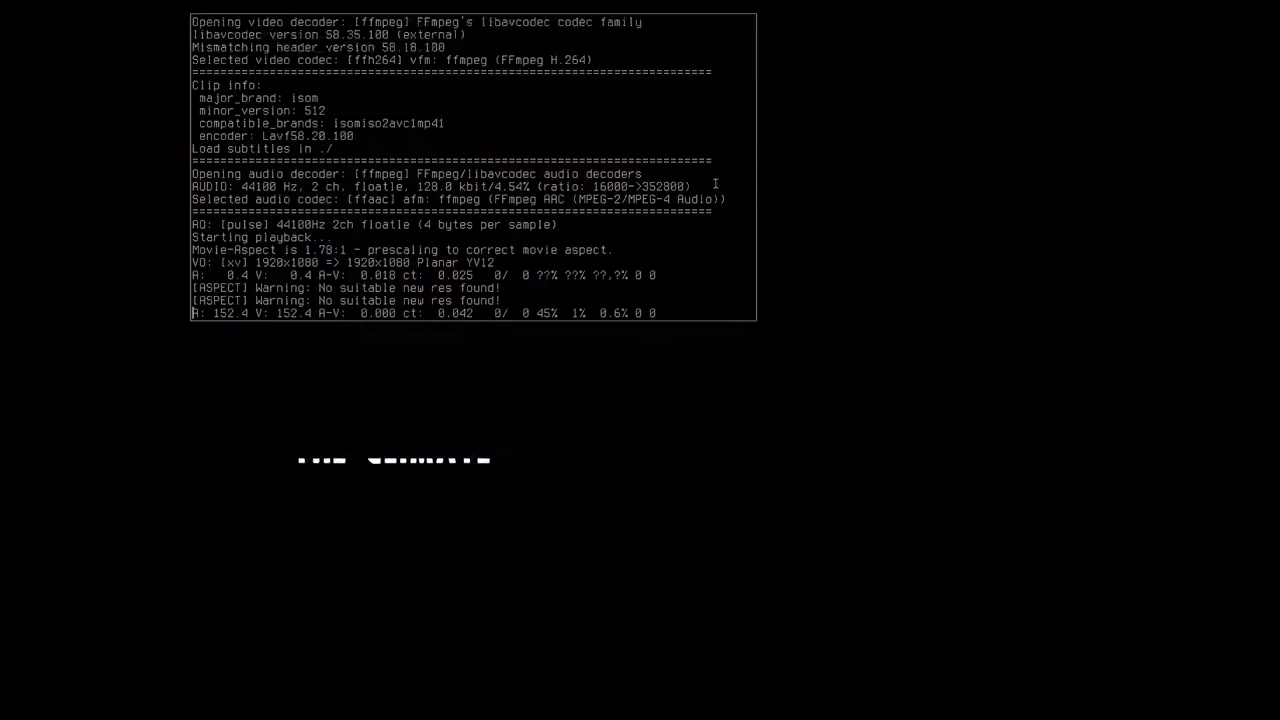 Opening video decoder: [ffmpeg] FFmpeg's libavcodec codec family
libavcodec version 58.35.100 (external)
Mismatching header version 58.18.100
Selected video codec: [ffh264] vfm: ffmpeg (FFmpeg H.264)
==========================================================================
Clip info:
 major_brand: isom
 minor_version: 512
 compatible_brands: isomiso2avc1mp41
 encoder: Lavf58.20.100
Load subtitles in ./
==========================================================================
Opening audio decoder: [ffmpeg] FFmpeg/libavcodec audio decoders
AUDIO: 44100 Hz, 2 ch, floatle, 128.0 kbit/4.54% (ratio: 16000->352800)
Selected audio codec: [ffaac] afm: ffmpeg (FFmpeg AAC (MPEG-2/MPEG-4 Audio))
==========================================================================
AO: [pulse] 44100Hz 2ch floatle (4 bytes per sample)
Starting playback...
Movie-Aspect is 1.78:1 - prescaling to correct movie aspect.
VO: [xv] 1920x1080 => 1920x1080 Planar YV12
A:   0.4 V:   0.4 A-V:  0.018 ct:  0.025   0/  0 ??% ??% ??,?% 0 0
[ASPECT] Warning: No suitable new res found!
[ASPECT] Warning: No suitable new res found!
A: 152.4 V: 152.4 A-V:  0.000 ct:  0.042   0/  0 45%  1%  0.6% 0 0